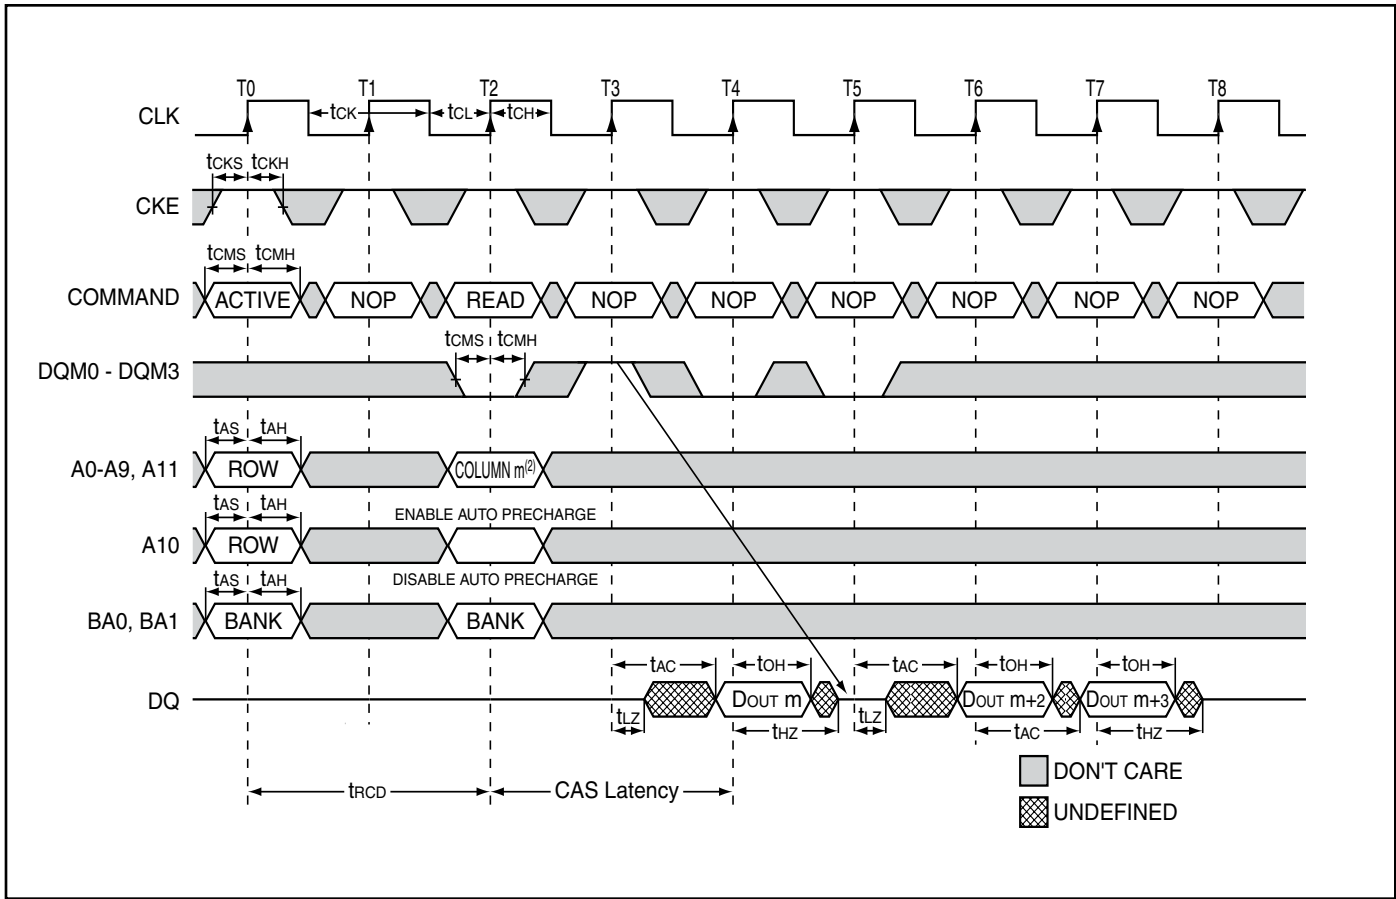 T0 T1 T2 T3 T4 T5 T6 T7 T8
CLK tCK tCL tCH
tCKS tCKH
CKE
tCMS tCMH
COMMAND ACTIVE NOP READ NOP NOP NOP NOP NOP NOP
tCMS tCMH
DQM0 - DQM3
tAS tAH
A0-A9, A11 ROW COLUMN m(2)
tAS tAH ENABLE AUTO PRECHARGE
A10 ROW
tAS tAH DISABLE AUTO PRECHARGE
BA0, BA1 BANK BANK
tAC tOH tAC tOH tOH
DQ DOUT m DOUT m+2 DOUT m+3
tLZ tHZ tLZ tAC tHZ
DON'T CARE
tRCD CAS Latency
UNDEFINED